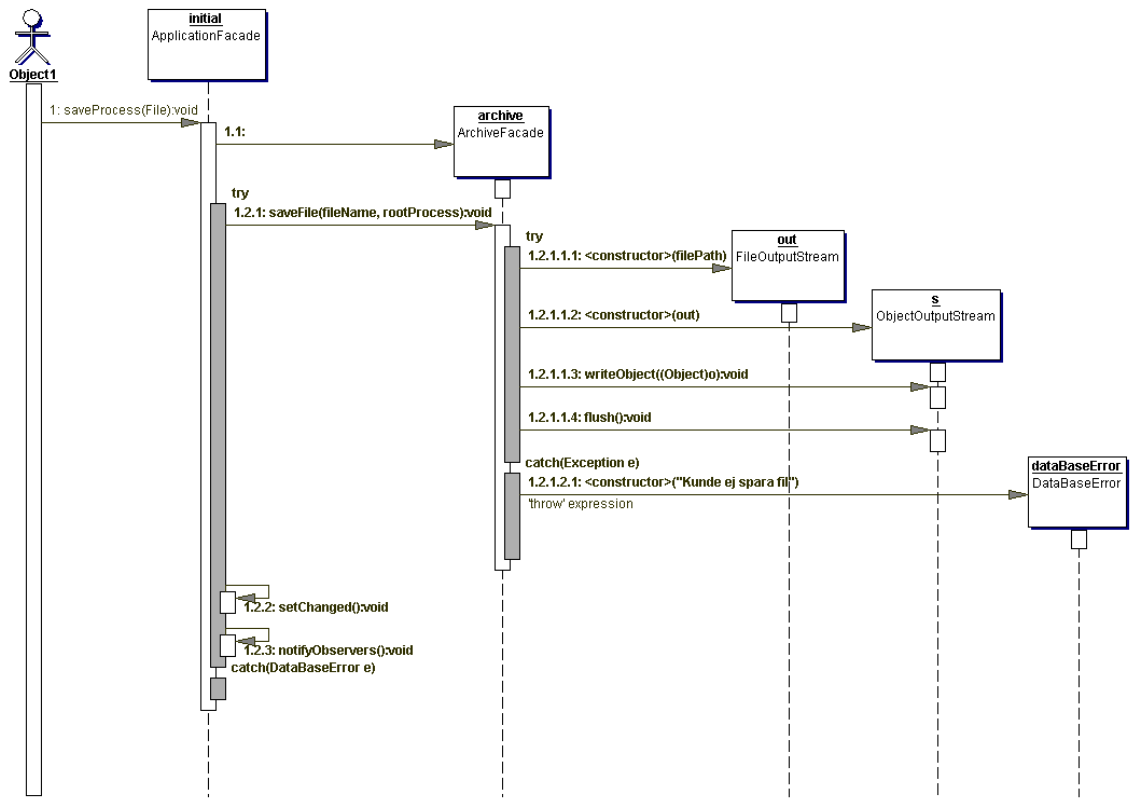 initial
ApplicationFacade
Object1
1: saveProcess(File):void
archive
ArchiveFacade
1.1:
try
1.2.1: saveFile(fileName, rootProcess):void
try
out
FileOutputStream
1.2.1.1.1: <constructor>(filePath)
s
ObjectOutputStream
1.2.1.1.2: <constructor>(out)
1.2.1.1.3: writeObject((Object)o):void
1.2.1.1.4: flush():void
catch(Exception e)
dataBaseError
DataBaseError
1.2.1.2.1: <constructor>("Kunde ej spara fil")
'throw' expression
1.2.2: setChanged():void
1.2.3: notifyObservers():void
catch(DataBaseError e)